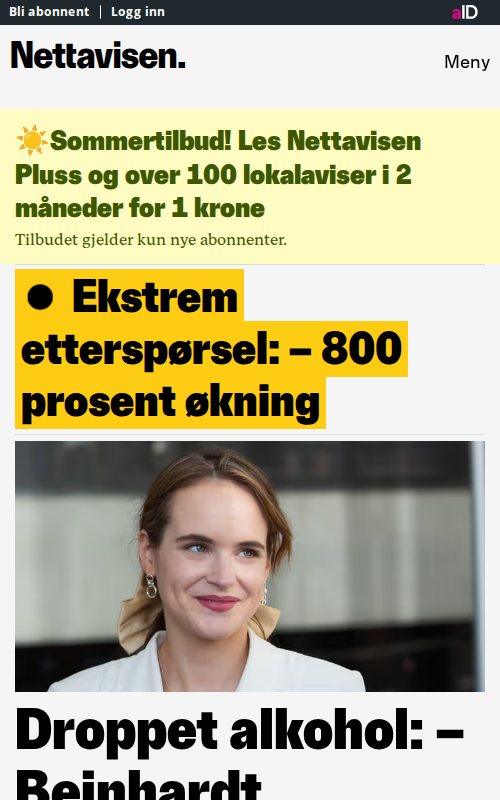 Bli abonnent | Logg inn
aID
Nettavisen.
Meny
☀️Sommertilbud! Les Nettavisen
Pluss og over 100 lokalaviser i 2
måneder for 1 krone
Tilbudet gjelder kun nye abonnenter.
● Ekstrem
etterspørsel: – 800
prosent økning
Droppet alkohol: –
Beinhardt